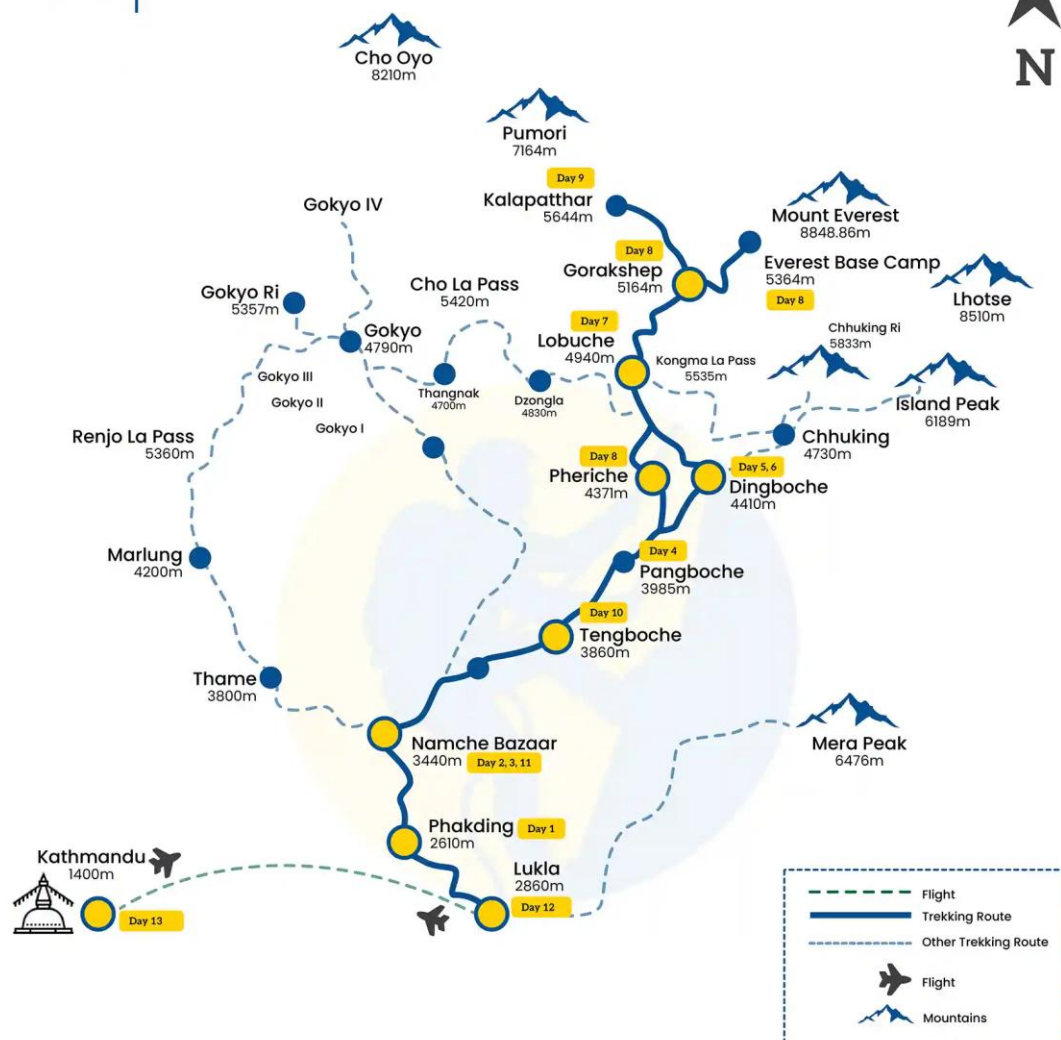 N
Cho Oyo
8210m
Pumori
7164m
Day 9
Kalapatthar
5644m
Gokyo IV
Mount Everest
8848.86m
Day 8
Gorakshep
5164m
Everest Base Camp
5364m
Day 8
Cho La Pass
5420m
Gokyo Ri
5357m
Lhotse
8510m
Day 7
Lobuche
4940m
Gokyo
4790m
Chhuking Ri
5833m
Kongma La Pass
5535m
Gokyo III
Thangnak
4700m
Dzongla
4830m
Gokyo II
Island Peak
6189m
Gokyo I
Renjo La Pass
5360m
Chhuking
4730m
Day 8
Pheriche
4371m
Day 5, 6
Dingboche
4410m
Marlung
4200m
Day 4
Pangboche
3985m
Day 10
Tengboche
3860m
Thame
3800m
Namche Bazaar
3440m Day 2, 3, 11
Mera Peak
6476m
Phakding Day 1
2610m
Kathmandu
1400m
Day 13
Lukla
2860m
Day 12
Flight
Trekking Route
Other Trekking Route
Flight
Mountains